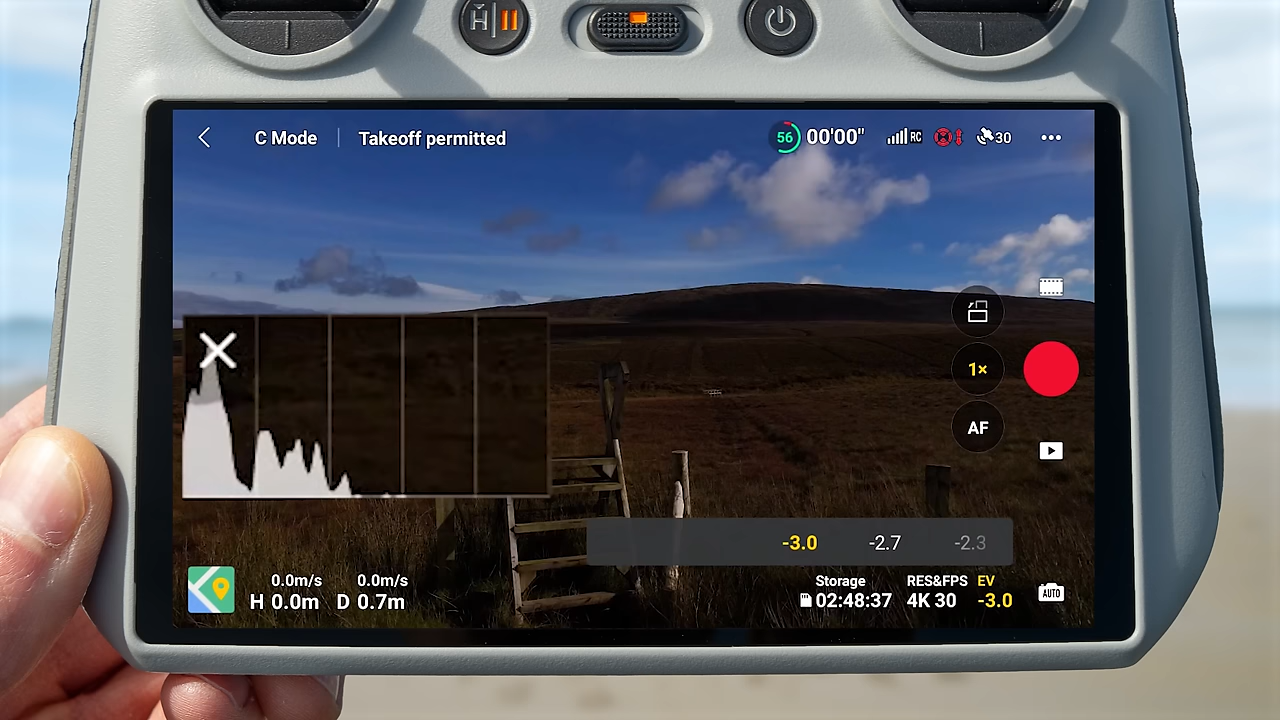 H
C Mode | Takeoff permitted
56 00'00" RC 30
1×
AF
-3.0 -2.7 -2.3
0.0m/s 0.0m/s
H 0.0m D 0.7m
Storage RES&FPS EV
02:48:37 4K 30 -3.0
AUTO